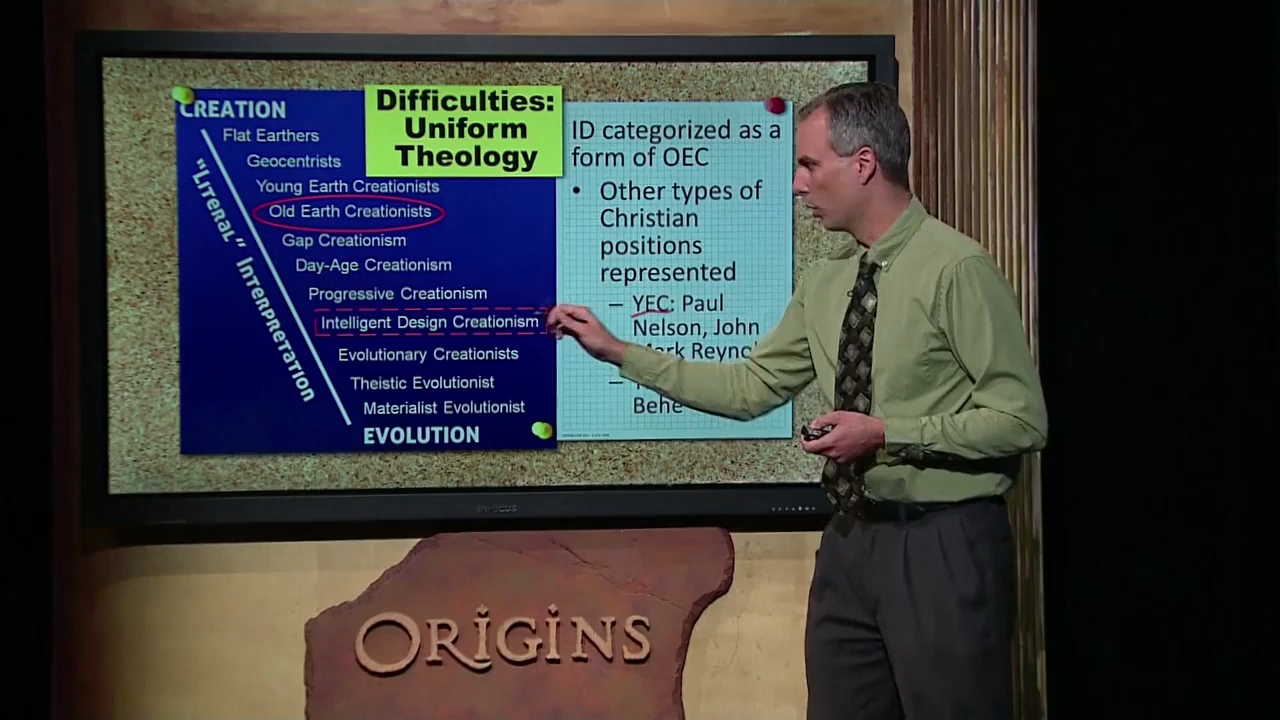 CREATION
Flat Earthers
Geocentrists
Young Earth Creationists
Old Earth Creationists
Gap Creationism
Day-Age Creationism
Progressive Creationism
Intelligent Design Creationism
Evolutionary Creationists
Theistic Evolutionist
Materialist Evolutionist
EVOLUTION
"Literal" Interpretation
Difficulties:
Uniform
Theology
ID categorized as a
form of OEC
• Other types of
Christian
positions
represented
– YEC: Paul
Nelson, John
Mark
–
Behe
ORIGINS